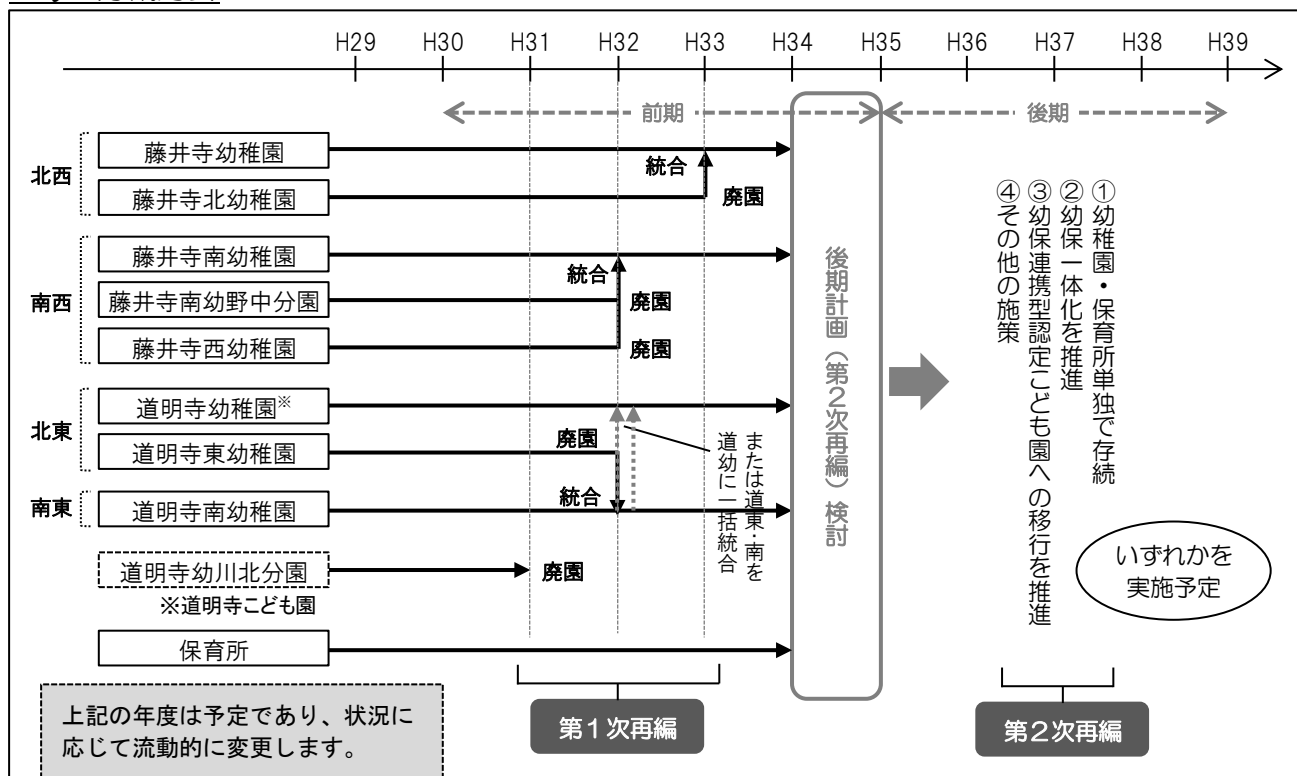 H29 H30 H31 H32 H33 H34 H35 H36 H37 H38 H39
前期
後期
北西
藤井寺幼稚園
統合
藤井寺北幼稚園
廃園
南西
藤井寺南幼稚園
統合
藤井寺南幼野中分園
廃園
藤井寺西幼稚園
廃園
北東
道明寺幼稚園※
廃園
道明寺東幼稚園
南東
統合
道明寺南幼稚園
または道東・南を
道幼に一括統合
道明寺幼川北分園
廃園
※道明寺こども園
保育所
後期計画（第２次再編）検討
①幼稚園・保育所単独で存続
②幼保一体化を推進
③幼保連携型認定こども園への移行を推進
④その他の施策
いずれかを
実施予定
上記の年度は予定であり、状況に
応じて流動的に変更します。
第１次再編
第２次再編